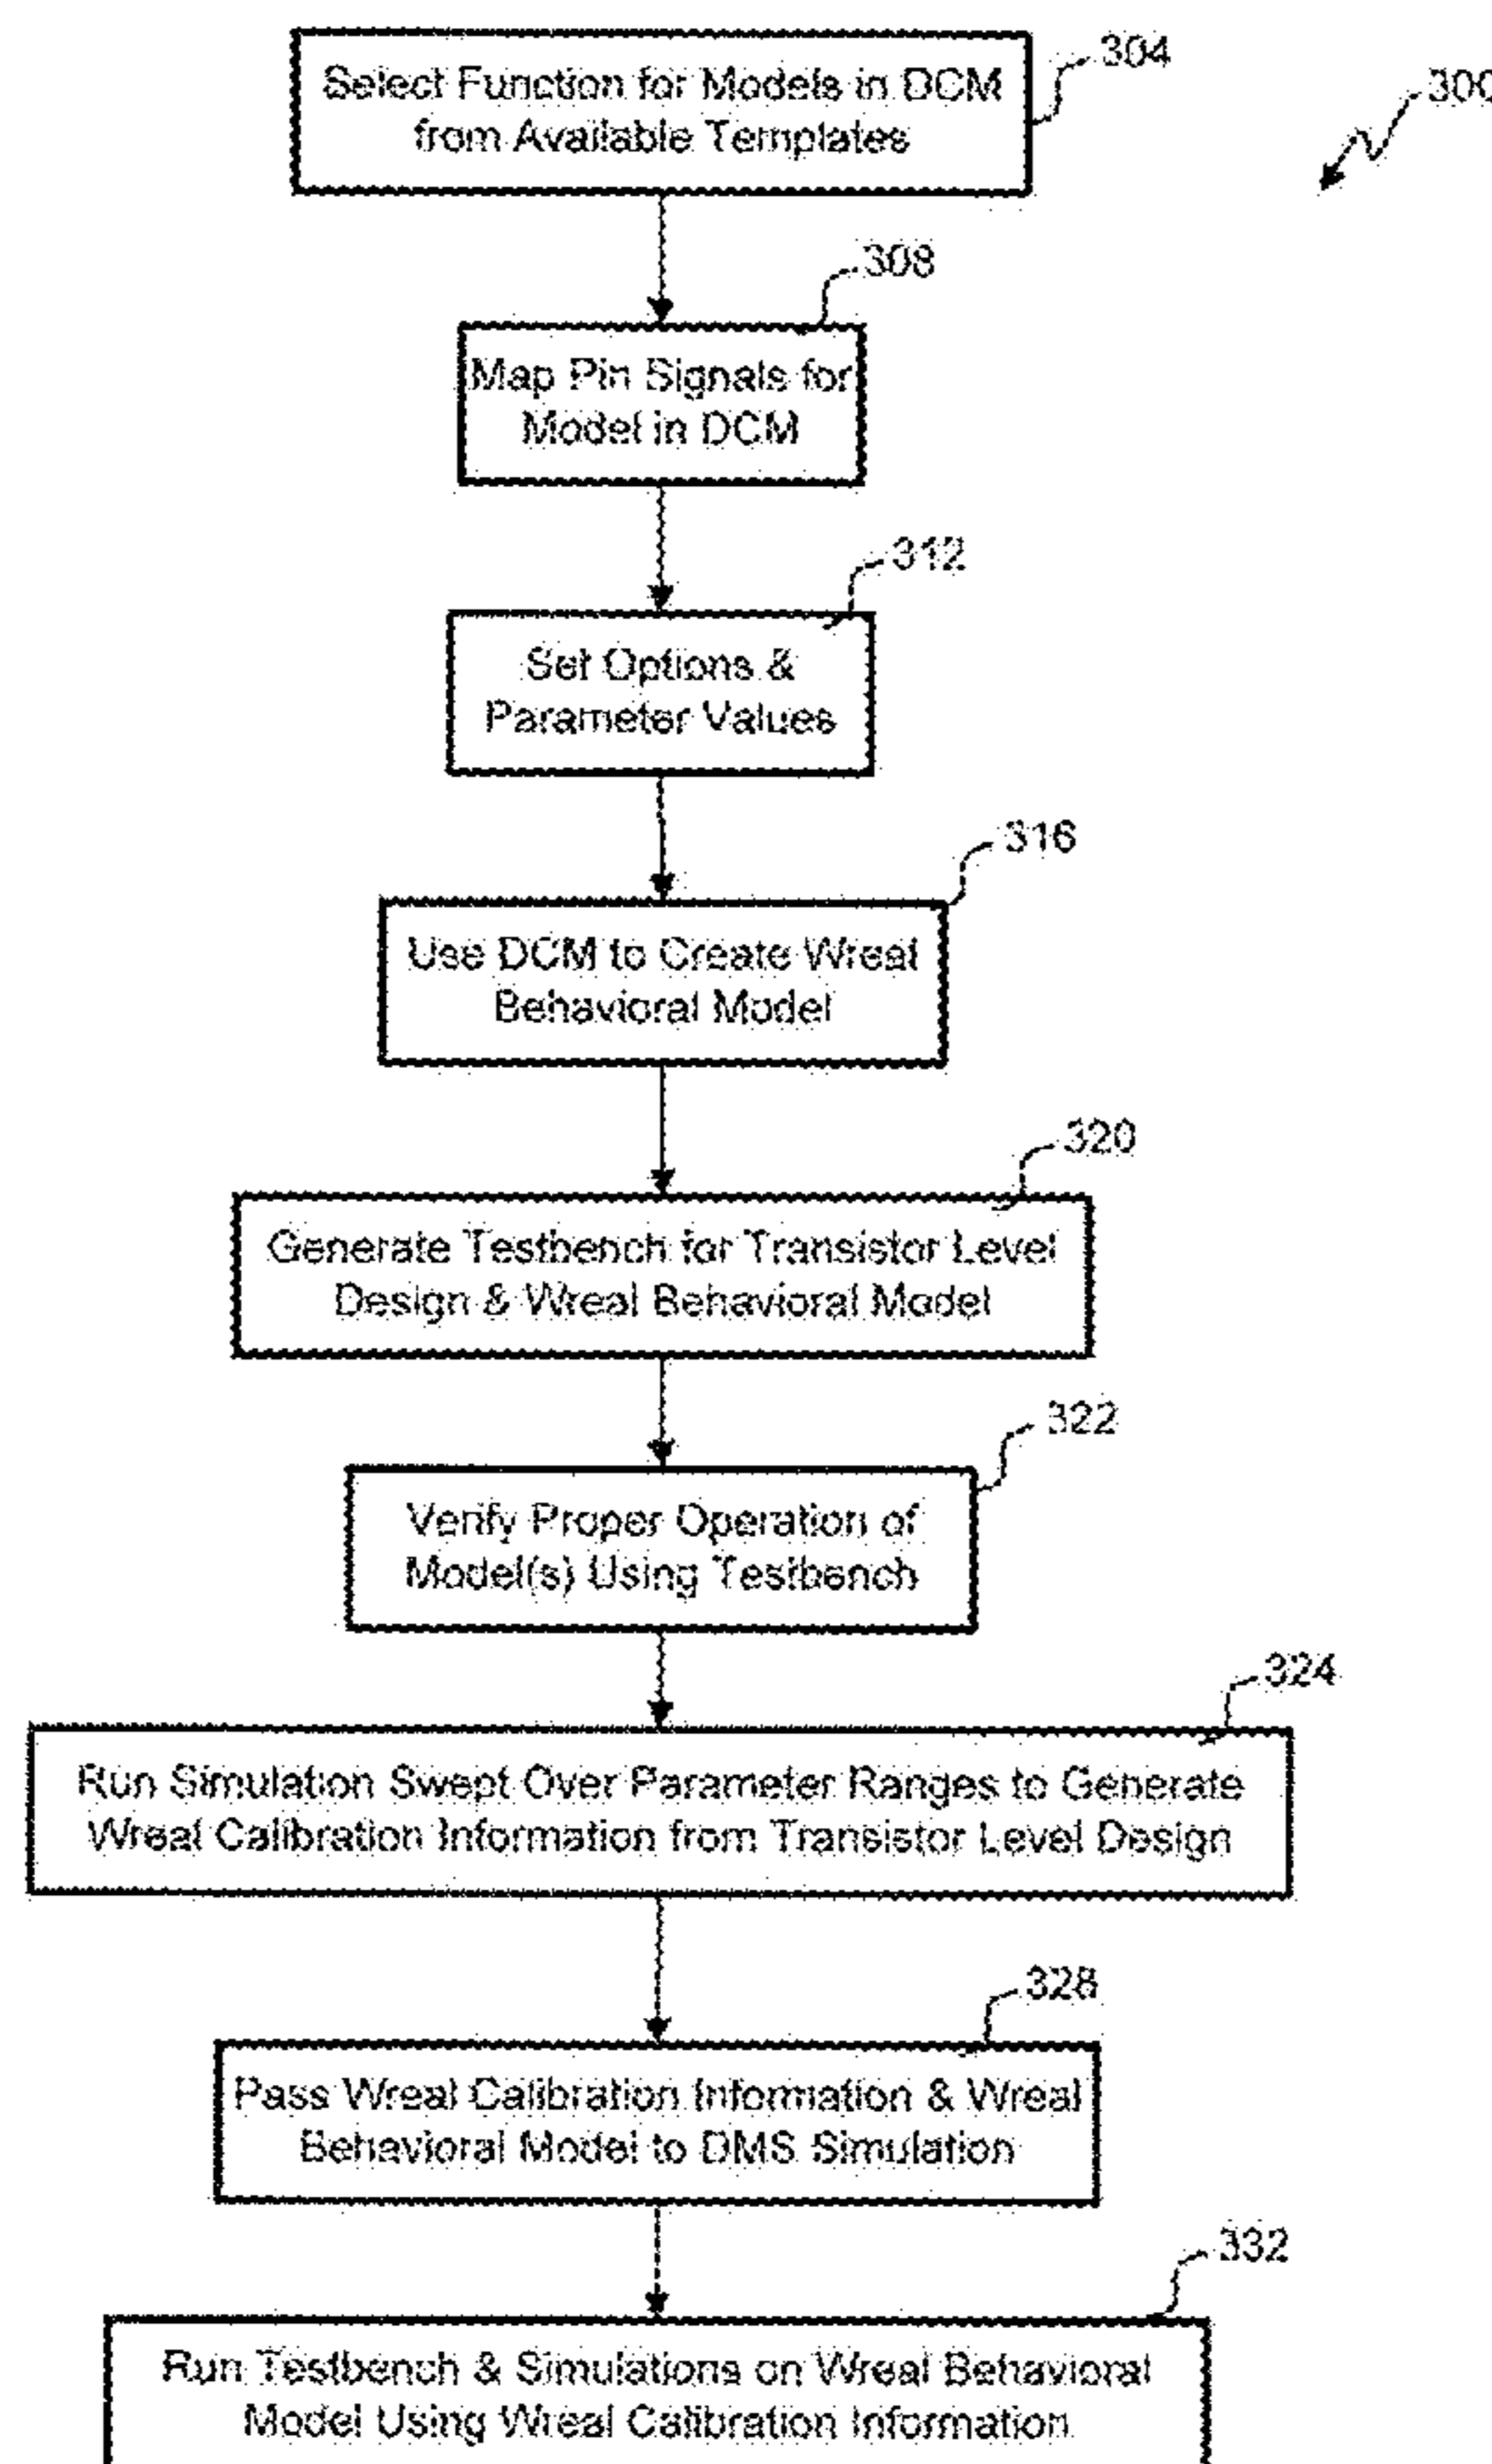 304
300
Select Function for Models in DCM
from Available Templates
308
Map Pin Signals for
Model in DCM
312
Set Options &
Parameter Values
316
Use DCM to Create Wreal
Behavioral Model
320
Generate Testbench for Transistor Level
Design & Wreal Behavioral Model
322
Verify Proper Operation of
Model(s) Using Testbench
324
Run Simulation Swept Over Parameter Ranges to Generate
Wreal Calibration Information from Transistor Level Design
328
Pass Wreal Calibration Information & Wreal
Behavioral Model to DMS Simulation
332
Run Testbench & Simulations on Wreal Behavioral
Model Using Wreal Calibration Information